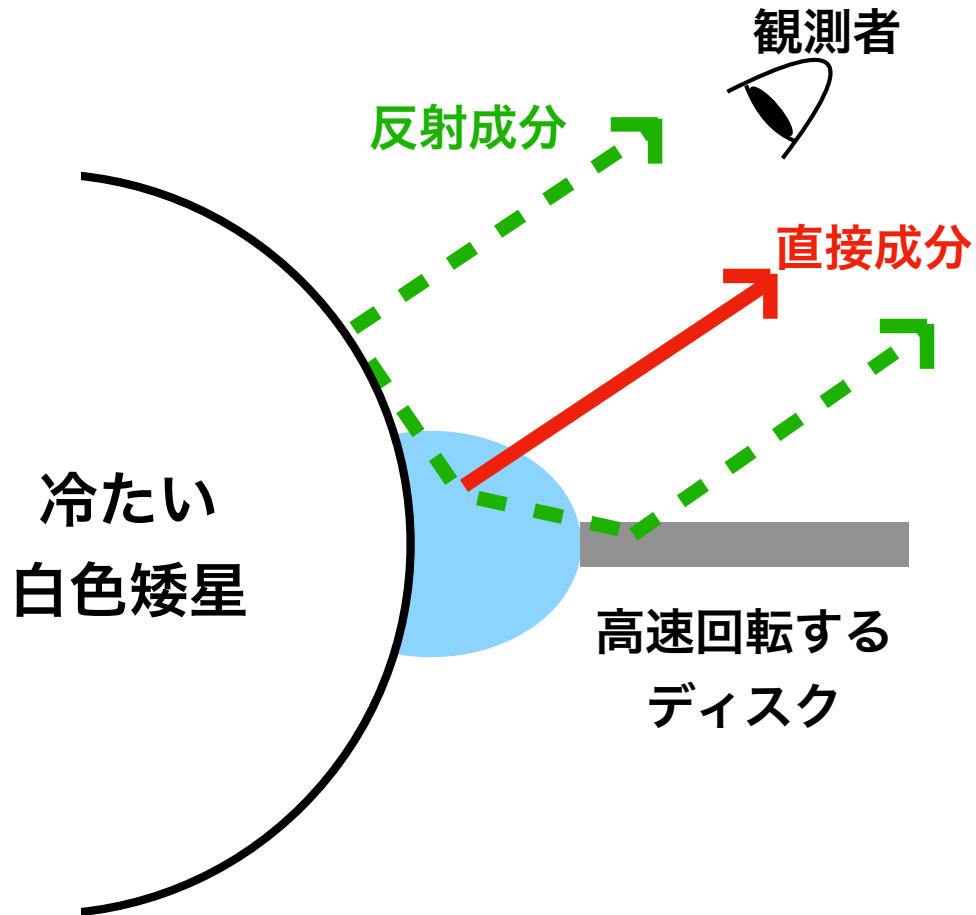 観測者
反射成分
直接成分
冷たい
白色矮星
高速回転する
ディスク